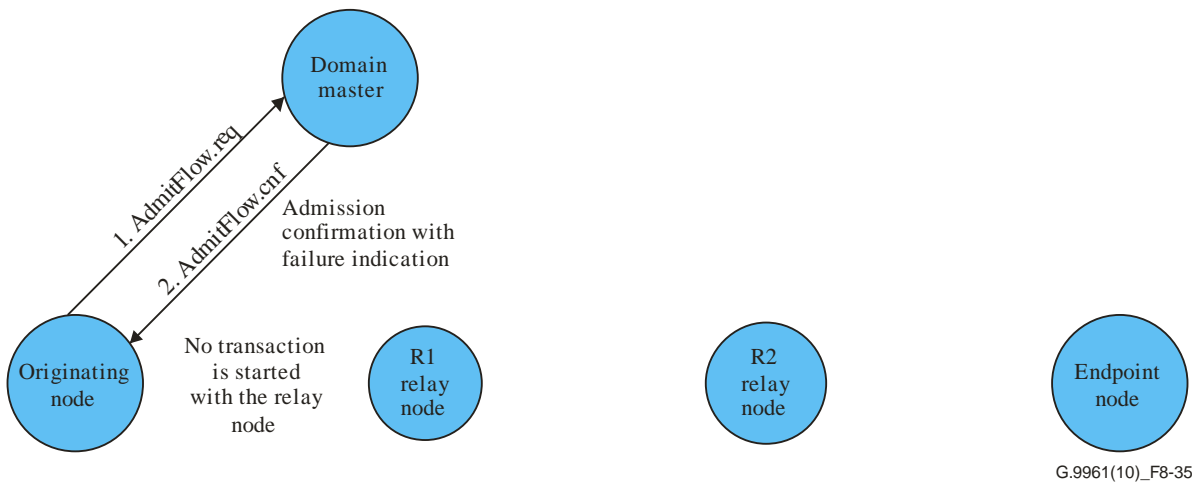 Domain
master
1. AdmitFlow.req
2. AdmitFlow.cnf
Admission
confirmation with
failure indication
Originating
node
No transaction
is started
with the relay
node
R1
relay
node
R2
relay
node
Endpoint
node
G.9961(10)_F8-35